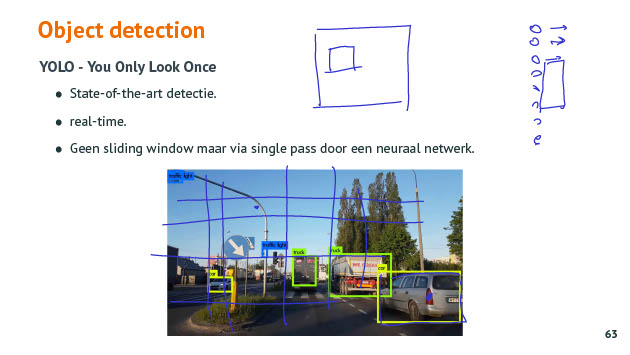 Object detection
YOLO - You Only Look Once
● State-of-the-art detectie.
● real-time.
● Geen sliding window maar via single pass door een neuraal netwerk.
traffic light
traffic light
truck
truck
car
car
63